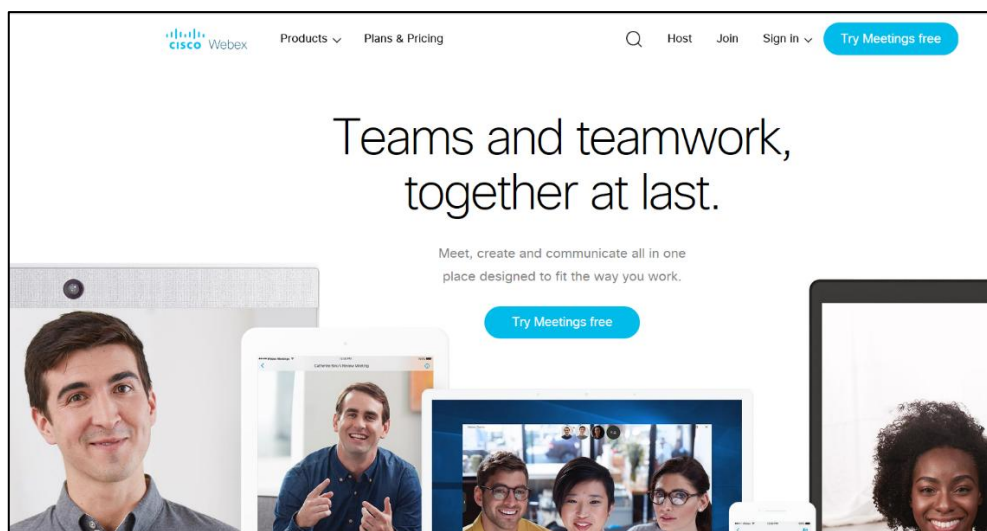 cisco Webex
Products
Plans & Pricing
Host
Join
Sign in
Try Meetings free
Teams and teamwork,
together at last.
Meet, create and communicate all in one
place designed to fit the way you work.
Try Meetings free